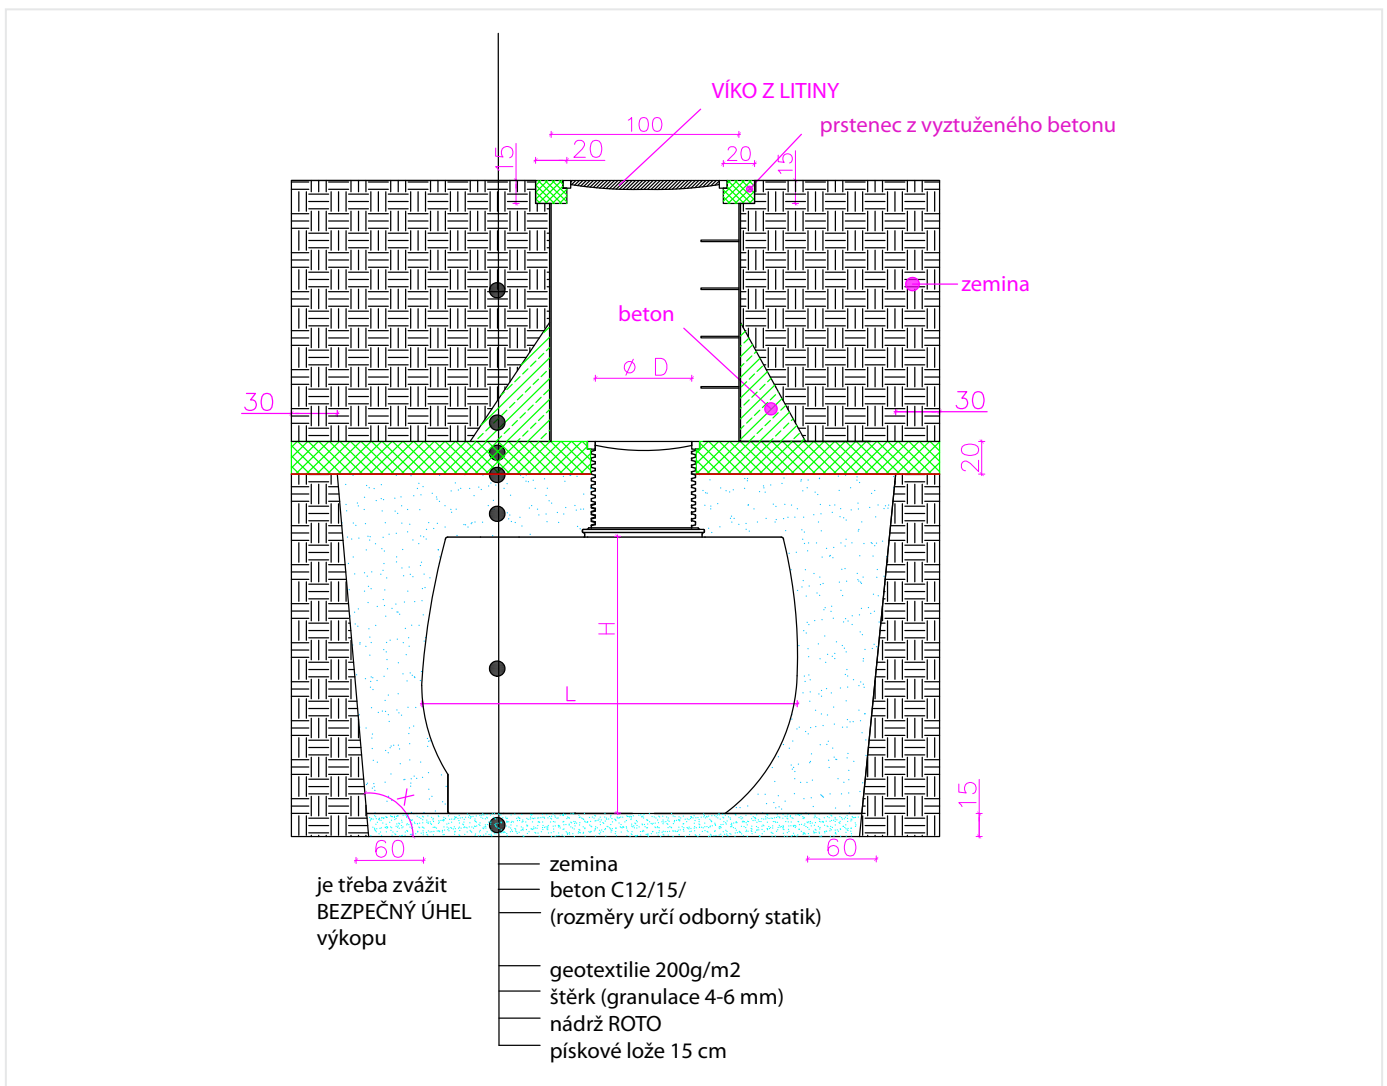 VÍKO Z LITINY
100
prstenec z vyztuženého betonu
15
20
20
15
zemina
beton
ø D
30
30
20
H
L
X
15
60
60
je třeba zvážit
BEZPEČNÝ ÚHEL
výkopu
zemina
beton C12/15/
(rozměry určí odborný statik)
geotextilie 200g/m2
štěrk (granulace 4-6 mm)
nádrž ROTO
pískové lože 15 cm